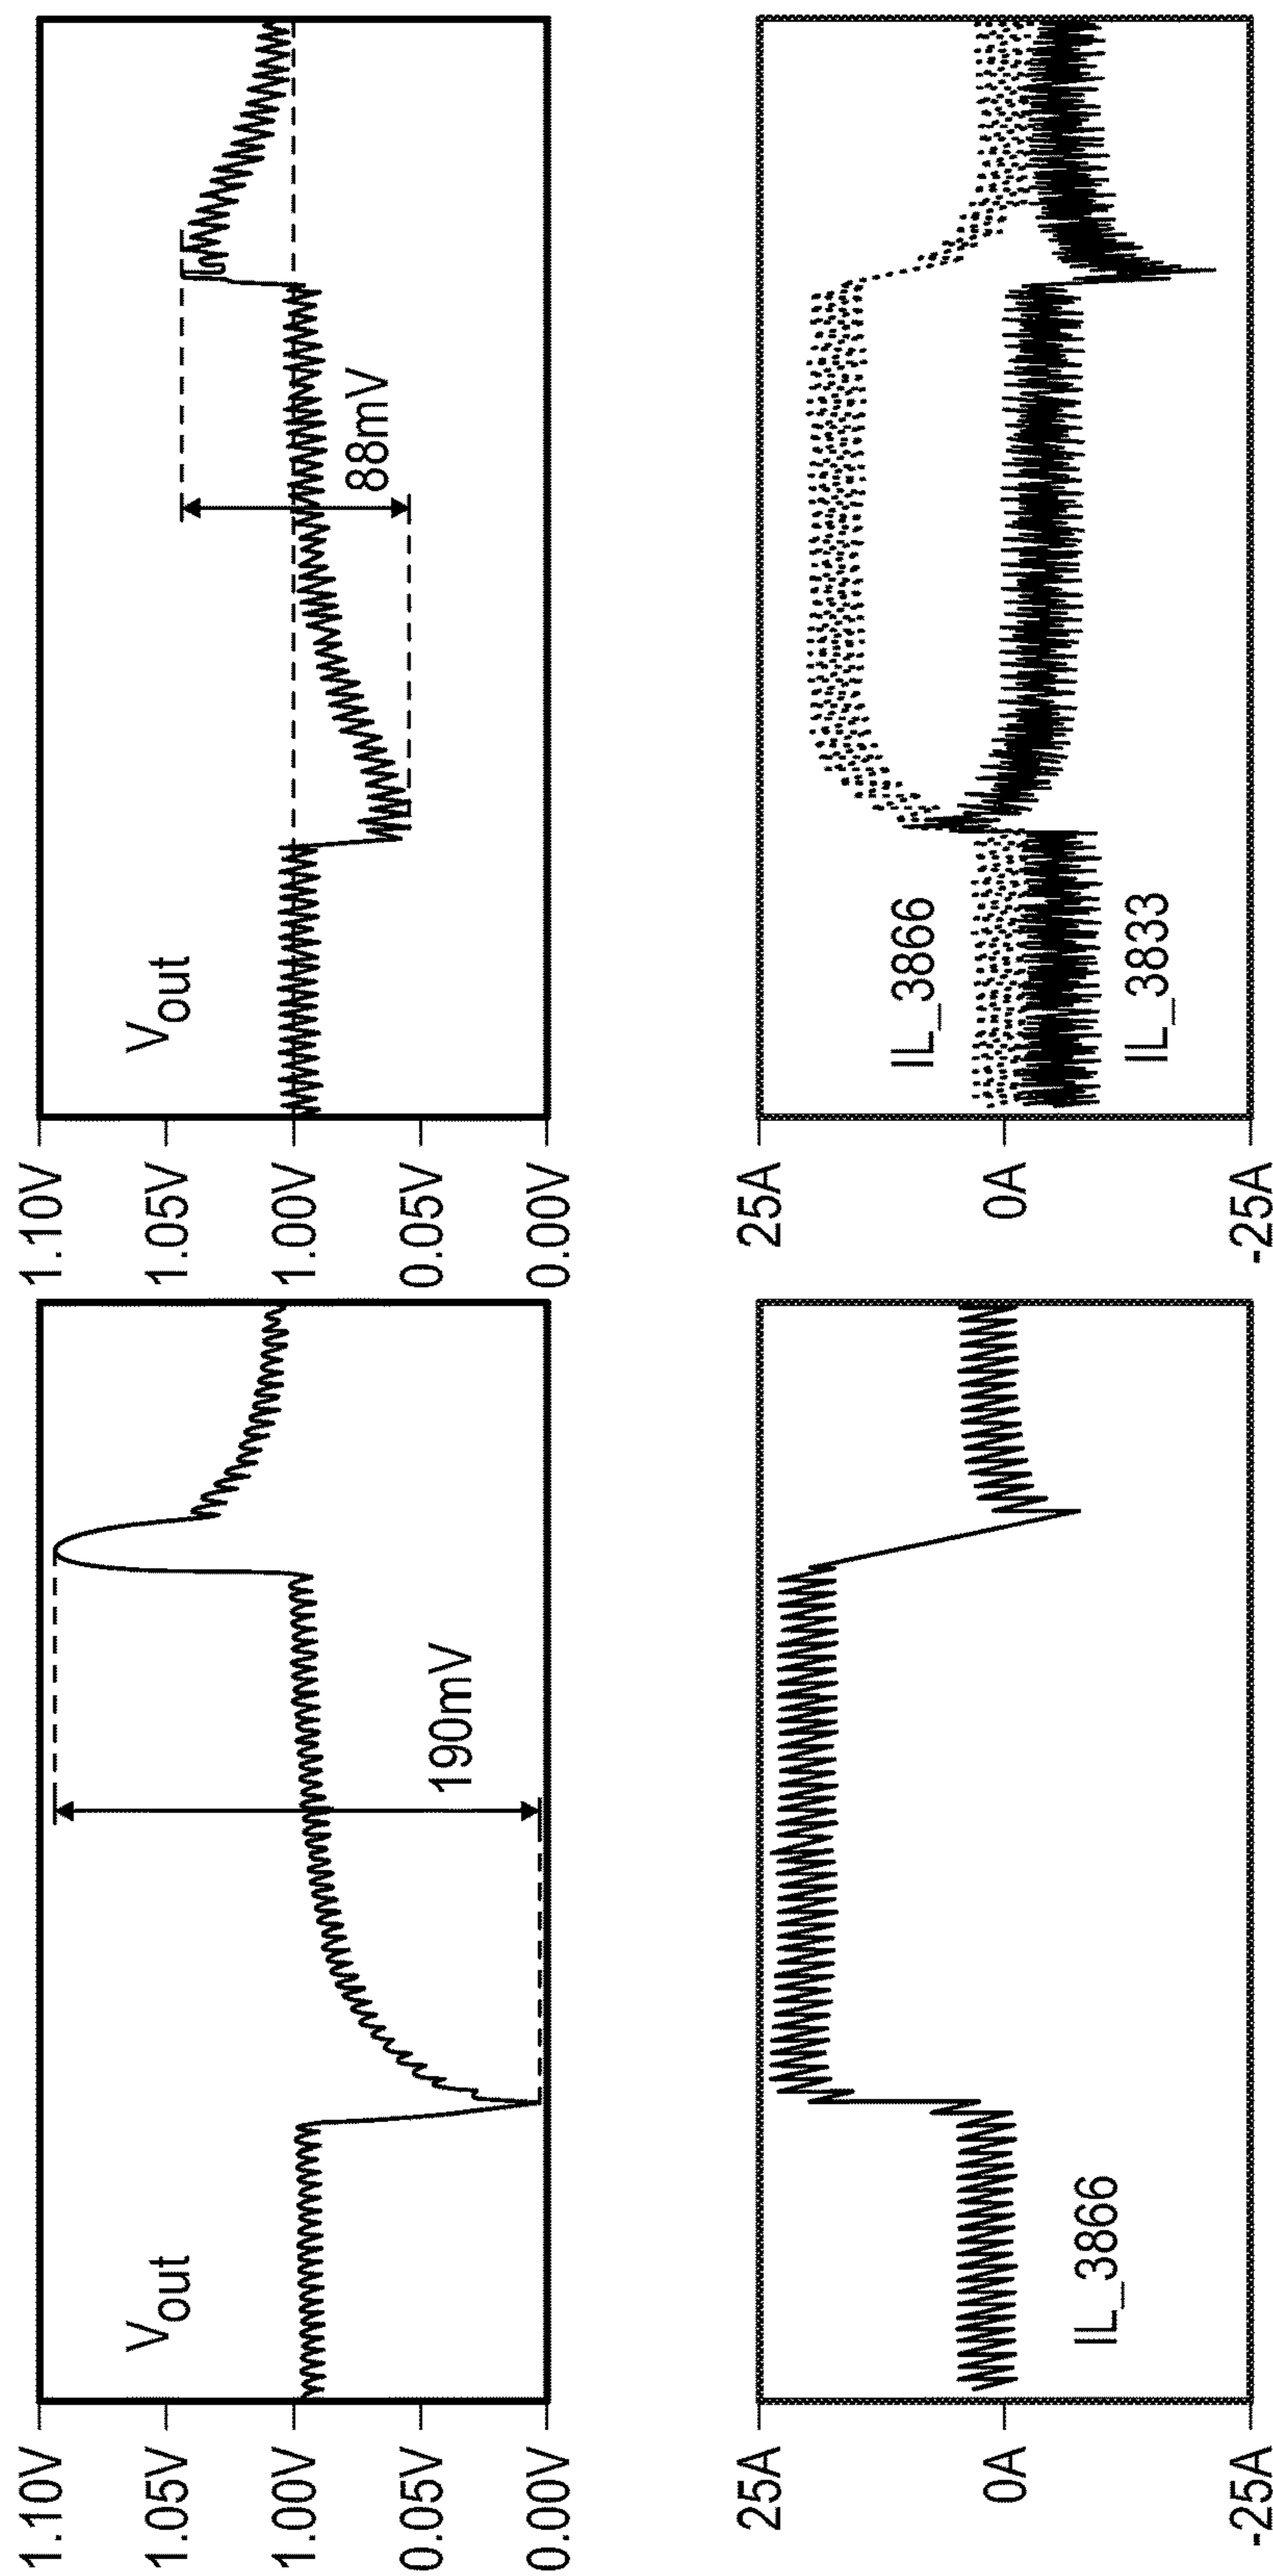 1.10V
1.05V
1.00V
0.05V
0.00V
Vout
190mV
1.10V
1.05V
1.00V
0.05V
0.00V
Vout
88mV
25A
0A
-25A
IL_3866
25A
0A
-25A
IL_3866
IL_3833